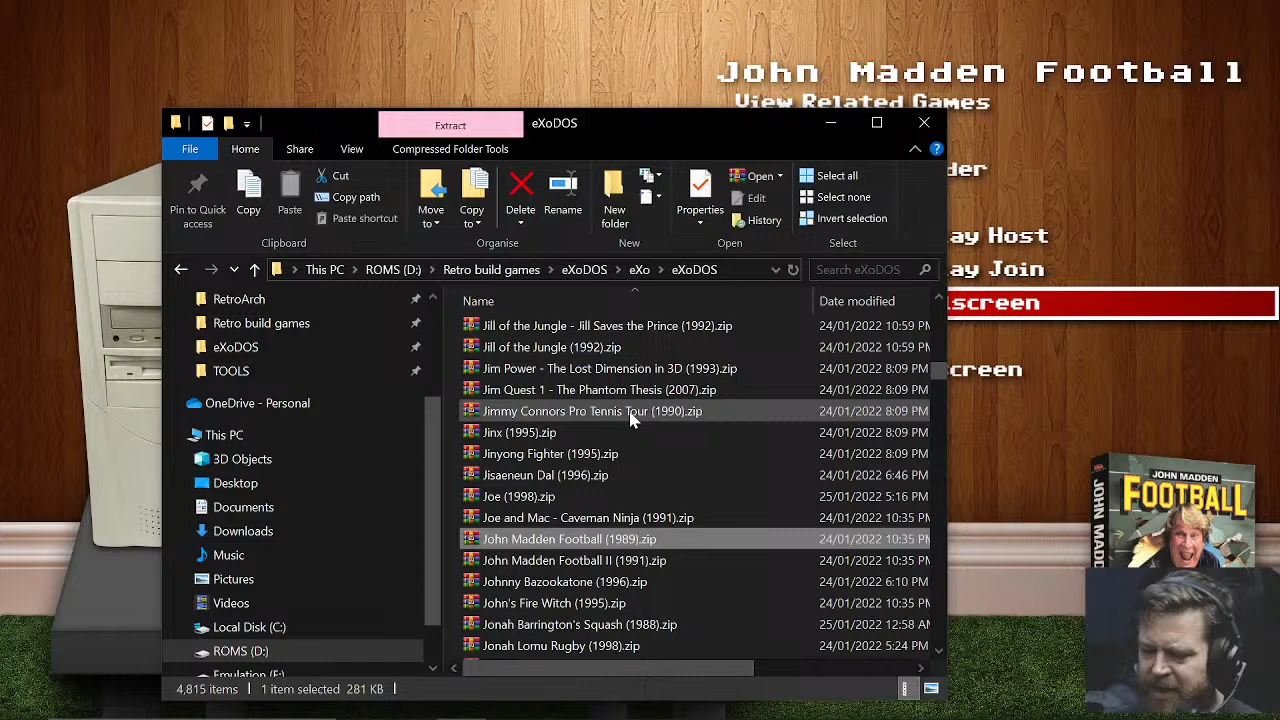 John Madden Football
View Related Games
der
ay Host
ay Join
lscreen
creen
Extract
eXoDOS
File
Home
Share
View
Compressed Folder Tools
Pin to Quick access
Copy
Paste
Cut
Copy path
Paste shortcut
Move to
Copy to
Delete
Rename
New folder
Properties
Open
Edit
History
Select all
Select none
Invert selection
Clipboard
Organise
New
Open
Select
This PC > ROMS (D:) > Retro build games > eXoDOS > eXo > eXoDOS
Search eXoDOS
RetroArch
Retro build games
eXoDOS
TOOLS
OneDrive - Personal
This PC
3D Objects
Desktop
Documents
Downloads
Music
Pictures
Videos
Local Disk (C:)
ROMS (D:)
Emulation (F:)
Name Date modified
Jill of the Jungle - Jill Saves the Prince (1992).zip 24/01/2022 10:59 PM
Jill of the Jungle (1992).zip 24/01/2022 10:59 PM
Jim Power - The Lost Dimension in 3D (1993).zip 24/01/2022 8:09 PM
Jim Quest 1 - The Phantom Thesis (2007).zip 24/01/2022 8:09 PM
Jimmy Connors Pro Tennis Tour (1990).zip 24/01/2022 8:09 PM
Jinx (1995).zip 24/01/2022 8:09 PM
Jinyong Fighter (1995).zip 24/01/2022 8:09 PM
Jisaeneun Dal (1996).zip 24/01/2022 6:46 PM
Joe (1998).zip 25/01/2022 5:16 PM
Joe and Mac - Caveman Ninja (1991).zip 24/01/2022 10:35 PM
John Madden Football (1989).zip 24/01/2022 10:35 PM
John Madden Football II (1991).zip 24/01/2022 10:35 PM
Johnny Bazookatone (1996).zip 24/01/2022 6:10 PM
John's Fire Witch (1995).zip 24/01/2022 10:35 PM
Jonah Barrington's Squash (1988).zip 25/01/2022 12:58 AM
Jonah Lomu Rugby (1998).zip 24/01/2022 5:24 PM
4,815 items
1 item selected 281 KB
JOHN MADDEN
FOOTBALL
JOHN MADD